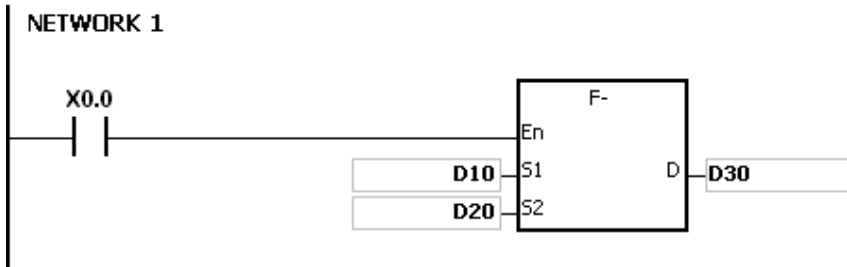 NETWORK 1
X0.0
F-
En
D10 S1 D D30
D20 S2